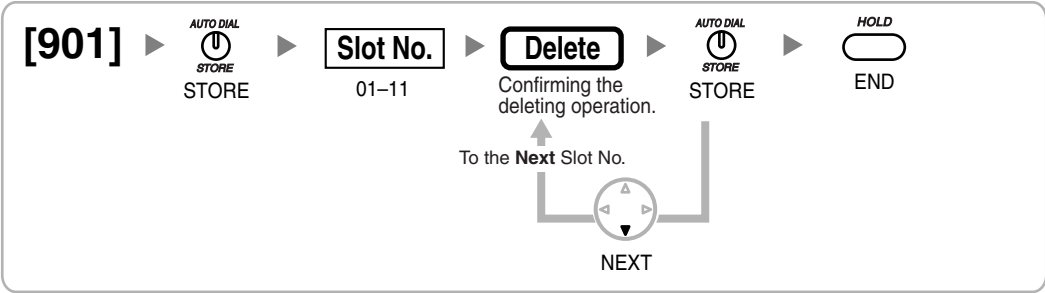 [901]
AUTO DIAL
STORE
STORE
Slot No.
01–11
Delete
Confirming the
deleting operation.
AUTO DIAL
STORE
STORE
HOLD
END
To the Next Slot No.
NEXT